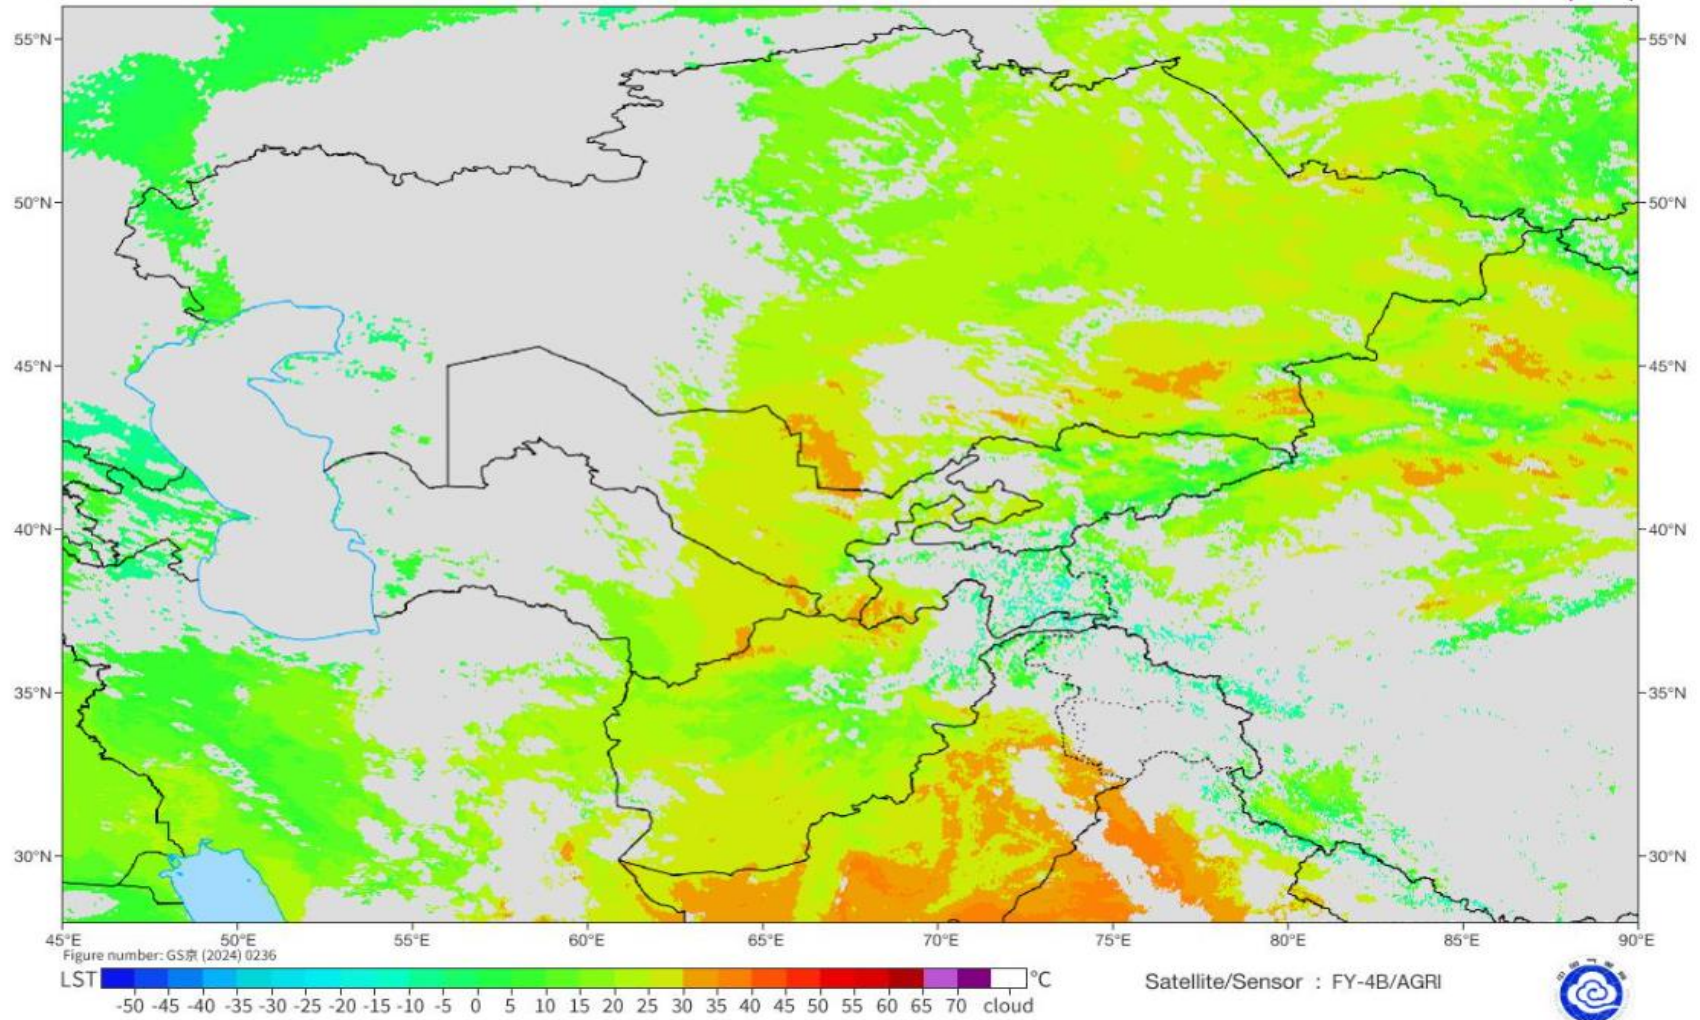 55°N 55°N
50°N 50°N
45°N 45°N
40°N 40°N
35°N 35°N
30°N 30°N
45°E 50°E 55°E 60°E 65°E 70°E 75°E 80°E 85°E 90°E
Figure number: GS京 (2024) 0236
LST °C
-50 -45 -40 -35 -30 -25 -20 -15 -10 -5 0 5 10 15 20 25 30 35 40 45 50 55 60 65 70 cloud
Satellite/Sensor : FY-4B/AGRI